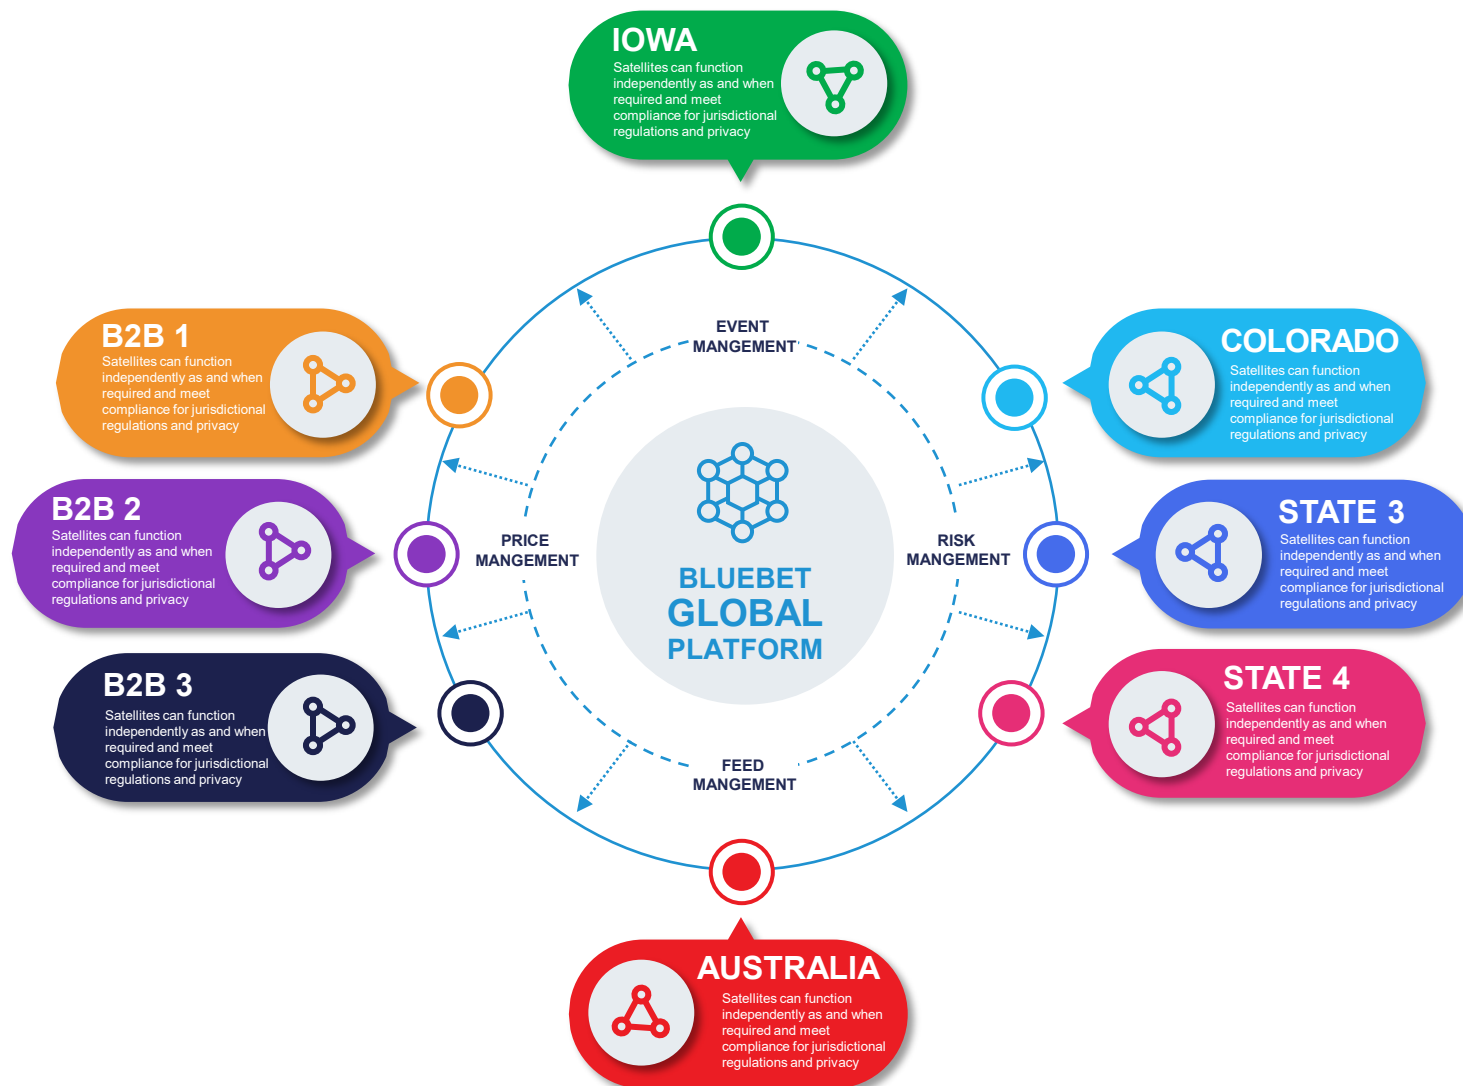 IOWA
Satellites can function
independently as and when
required and meet
compliance for jurisdictional
regulations and privacy
B2B 1
Satellites can function
independently as and when
required and meet
compliance for jurisdictional
regulations and privacy
EVENT
MANGEMENT
COLORADO
Satellites can function
independently as and when
required and meet
compliance for jurisdictional
regulations and privacy
B2B 2
Satellites can function
independently as and when
required and meet
compliance for jurisdictional
regulations and privacy
PRICE
MANGEMENT
BLUEBET
GLOBAL
PLATFORM
RISK
MANGEMENT
STATE 3
Satellites can function
independently as and when
required and meet
compliance for jurisdictional
regulations and privacy
B2B 3
Satellites can function
independently as and when
required and meet
compliance for jurisdictional
regulations and privacy
FEED
MANGEMENT
STATE 4
Satellites can function
independently as and when
required and meet
compliance for jurisdictional
regulations and privacy
AUSTRALIA
Satellites can function
independently as and when
required and meet
compliance for jurisdictional
regulations and privacy